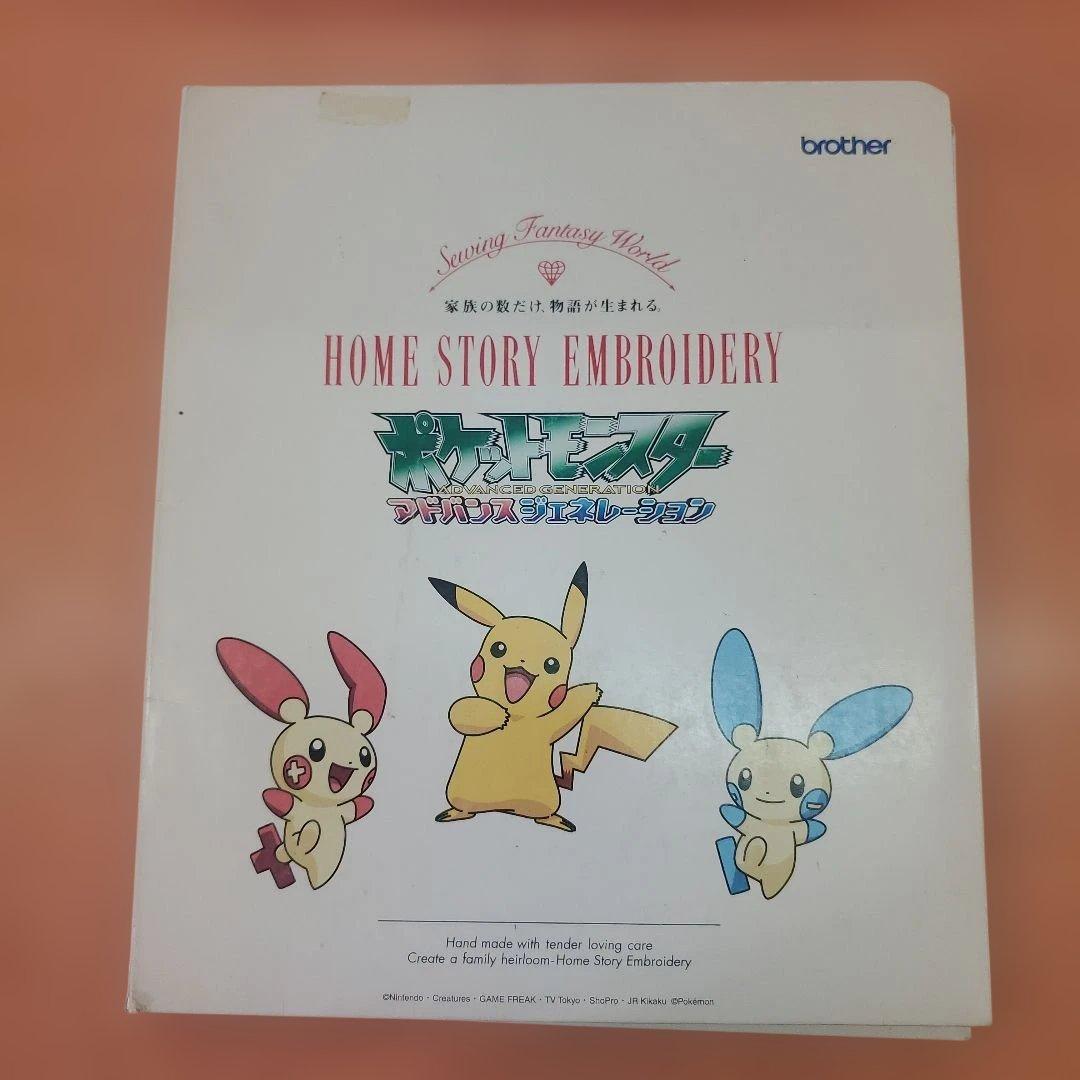 brother
Sewing Fantasy World
家族の数だけ、物語が生まれる。
HOME STORY EMBROIDERY
ポケットモンスター
ADVANCED GENERATION
アドバンスジェネレーション
Hand made with tender loving care
Create a family heirloom-Home Story Embroidery
©Nintendo・Creatures・GAME FREAK・TV Tokyo・ShoPro・JR Kikaku ©Pokémon